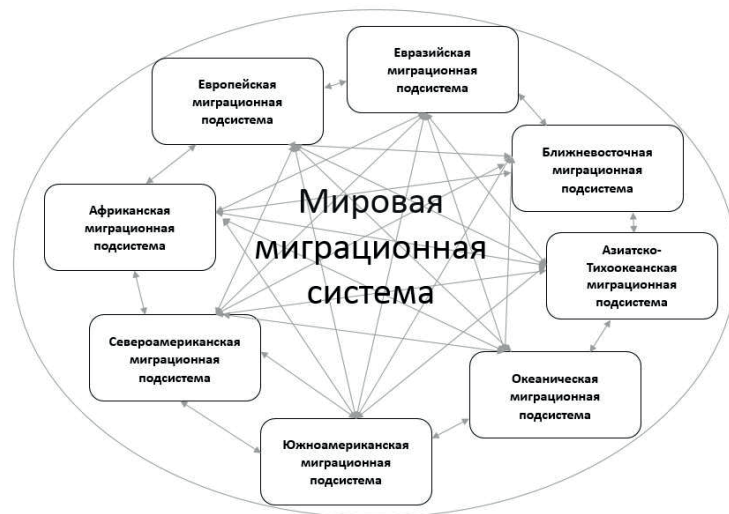 Евразийская
миграционная
подсистема
Европейская
миграционная
подсистема
Ближневосточная
миграционная
подсистема
Мировая
миграционная
система
Африканская
миграционная
подсистема
Азиатско-
Тихоокеанская
миграционная
подсистема
Североамериканская
миграционная
подсистема
Океаническая
миграционная
подсистема
Южноамериканская
миграционная
подсистема